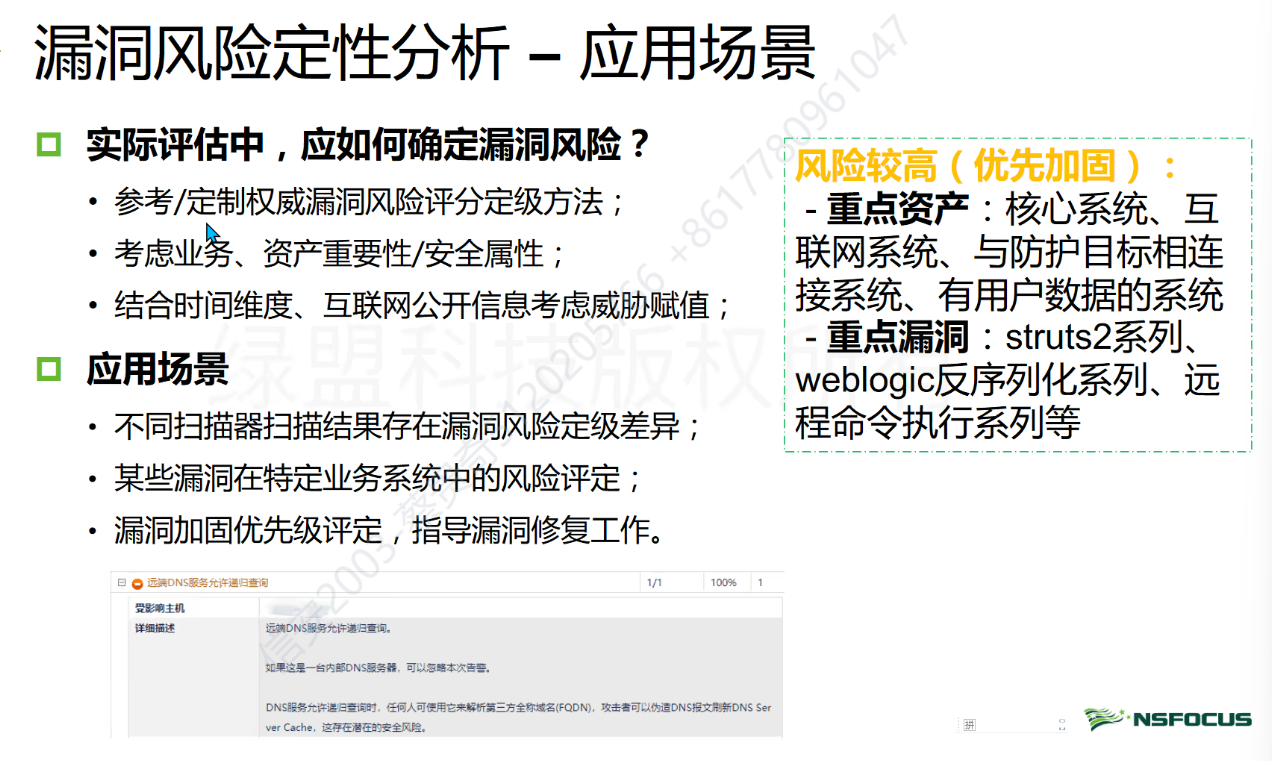 漏洞风险定性分析 – 应用场景
实际评估中，应如何确定漏洞风险？
• 参考/定制权威漏洞风险评分定级方法；
• 考虑业务、资产重要性/安全属性；
• 结合时间维度、互联网公开信息考虑威胁赋值；
应用场景
• 不同扫描器扫描结果存在漏洞风险定级差异；
• 某些漏洞在特定业务系统中的风险评定；
• 漏洞加固优先级评定，指导漏洞修复工作。
风险较高（优先加固）：
- 重点资产：核心系统、互
联网系统、与防护目标相连
接系统、有用户数据的系统
- 重点漏洞：struts2系列、
weblogic反序列化系列、远
程命令执行系列等
远端DNS服务允许递归查询 1/1 100% 1
受影响主机
详细描述 远端DNS服务允许递归查询。
如果这是一台内部DNS服务器，可以忽略本次告警。
DNS服务允许递归查询时，任何人可使用它来解析第三方全称域名(FQDN)，攻击者可以伪造DNS报文刷新DNS Ser
ver Cache，这存在潜在的安全风险。
绿盟科技版权所
+8617780961047
拼
NSFOCUS